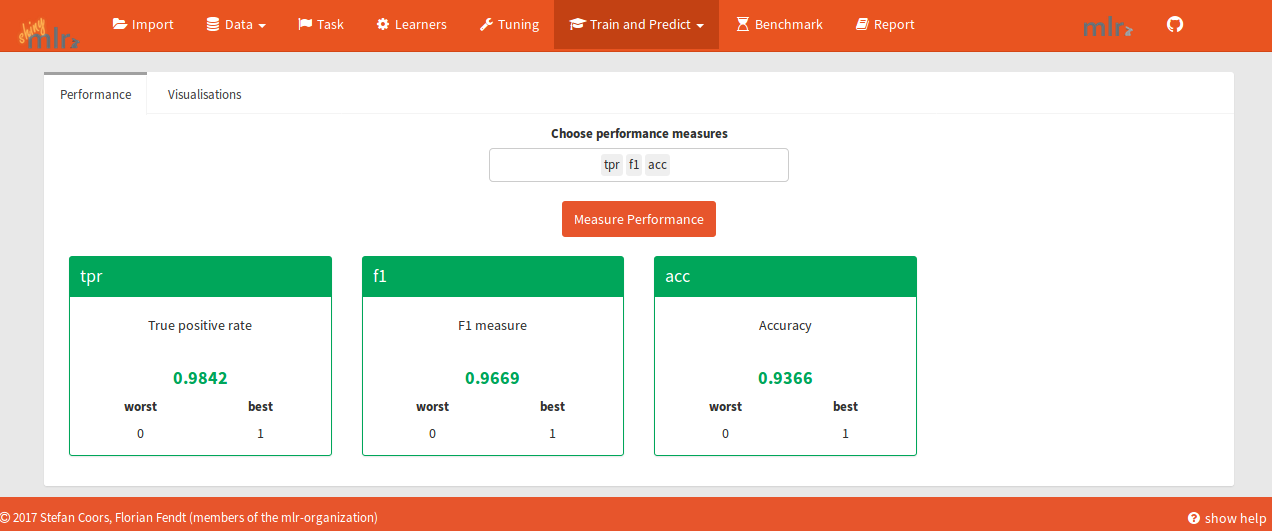 shiny mlr Import Data Task Learners Tuning Train and Predict Benchmark Report mlr
Performance Visualisations
Choose performance measures
tpr f1 acc
Measure Performance
tpr f1 acc
True positive rate F1 measure Accuracy
0.9842 0.9669 0.9366
worst best worst best worst best
0 1 0 1 0 1
© 2017 Stefan Coors, Florian Fendt (members of the mlr-organization) show help